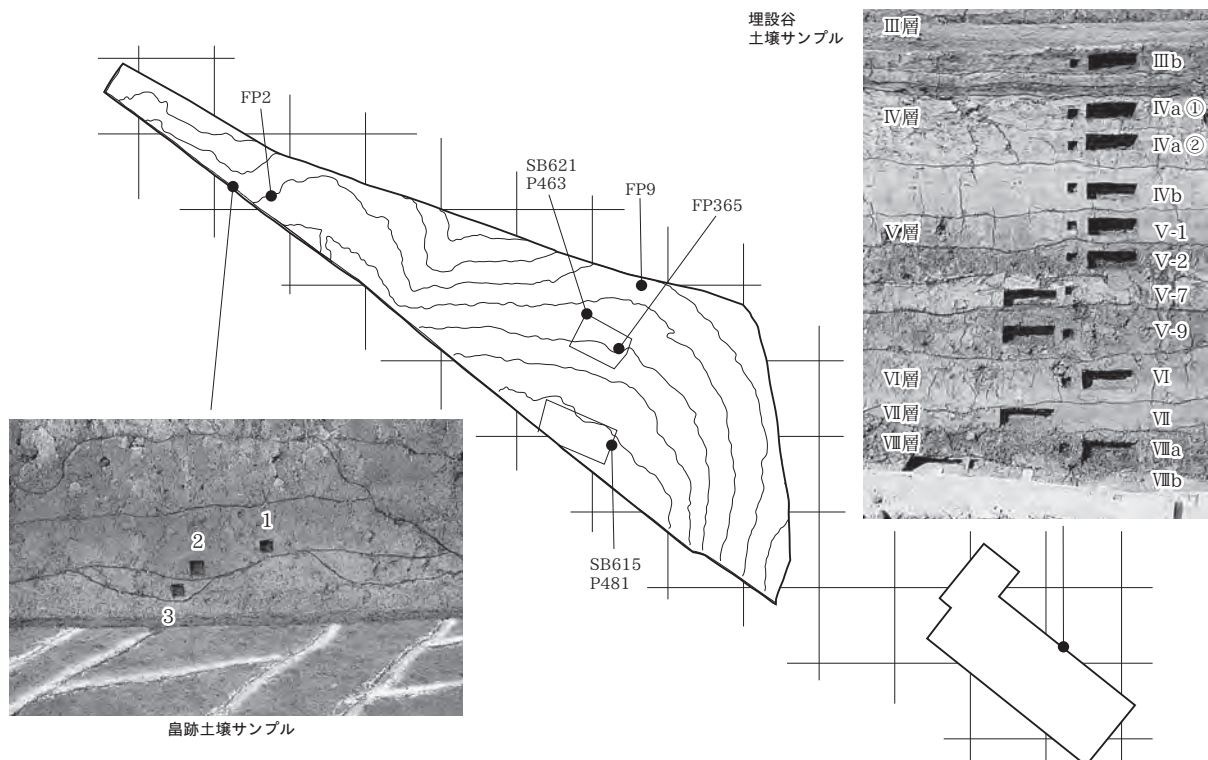 埋設谷
土壌サンプル
Ⅲ層
Ⅲb
Ⅳa①
Ⅳ層
Ⅳa②
Ⅳb
Ⅴ層
Ⅴ-1
Ⅴ-2
Ⅴ-7
Ⅴ-9
Ⅵ層
Ⅵ
Ⅶ層
Ⅶ
Ⅷ層
Ⅷa
Ⅷb
FP2
SB621
P463
FP9
FP365
SB615
P481
1
2
3
畠跡土壌サンプル